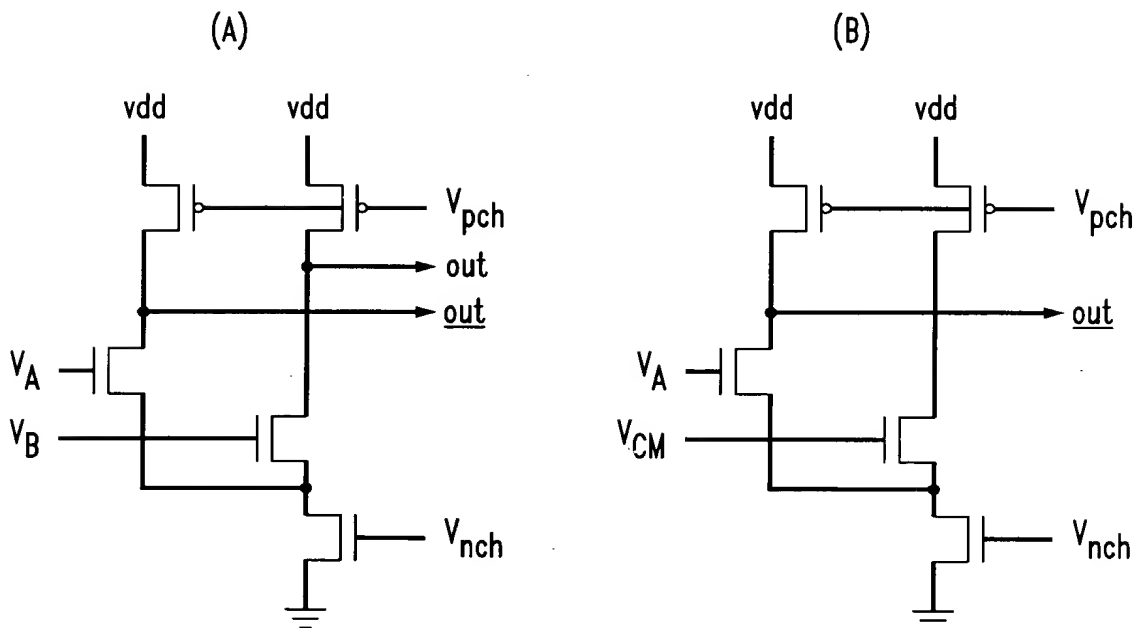 (A)
vdd vdd
V_pch
out
out
V_A
V_B
V_nch
(B)
vdd vdd
V_pch
out
V_A
V_CM
V_nch